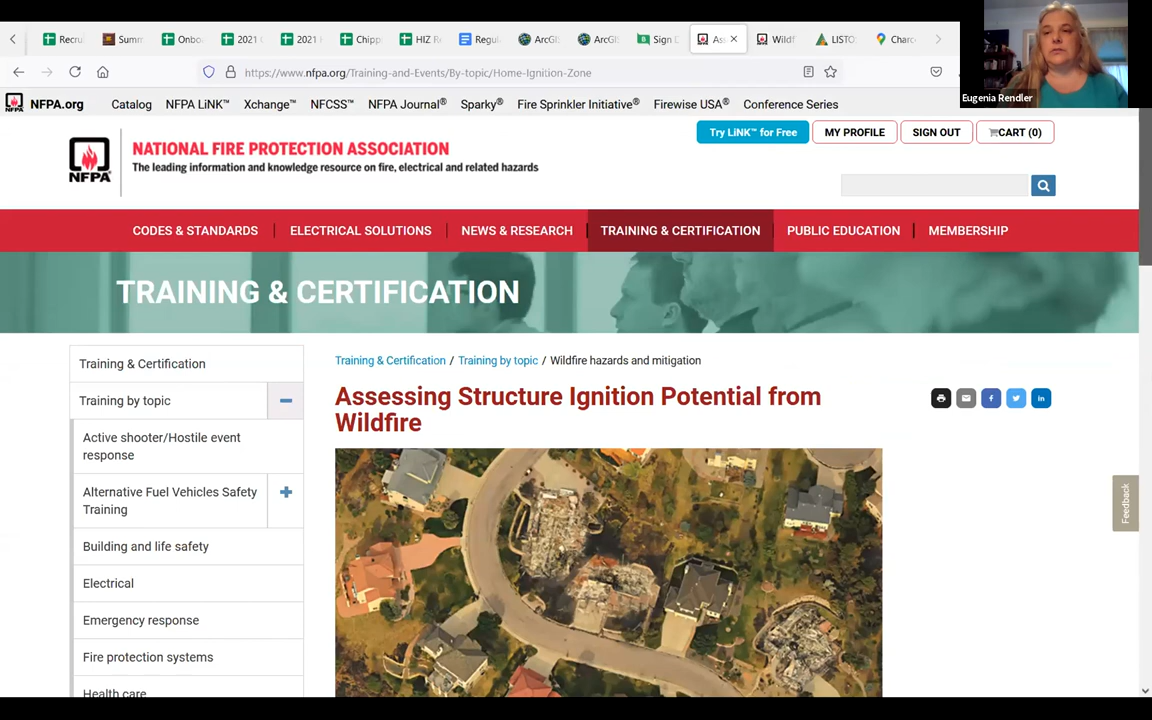 Recru
Summ
Onbo
2021
2021
Chipp
HIZ R
Regul
ArcGI
ArcGI
Sign
As
Wildf
LISTO
Charc
https://www.nfpa.org/Training-and-Events/By-topic/Home-Ignition-Zone
Eugenia Rendler
NFPA.org
Catalog
NFPA LiNK™
Xchange™
NFCSS™
NFPA Journal®
Sparky®
Fire Sprinkler Initiative®
Firewise USA®
Conference Series
Try LiNK™ for Free
MY PROFILE
SIGN OUT
CART (0)
NFPA
NATIONAL FIRE PROTECTION ASSOCIATION
The leading information and knowledge resource on fire, electrical and related hazards
CODES & STANDARDS
ELECTRICAL SOLUTIONS
NEWS & RESEARCH
TRAINING & CERTIFICATION
PUBLIC EDUCATION
MEMBERSHIP
TRAINING & CERTIFICATION
Training & Certification
Training by topic
Active shooter/Hostile event
response
Alternative Fuel Vehicles Safety
Training
Building and life safety
Electrical
Emergency response
Fire protection systems
Health care
Training & Certification / Training by topic / Wildfire hazards and mitigation
Assessing Structure Ignition Potential from
Wildfire
Feedback